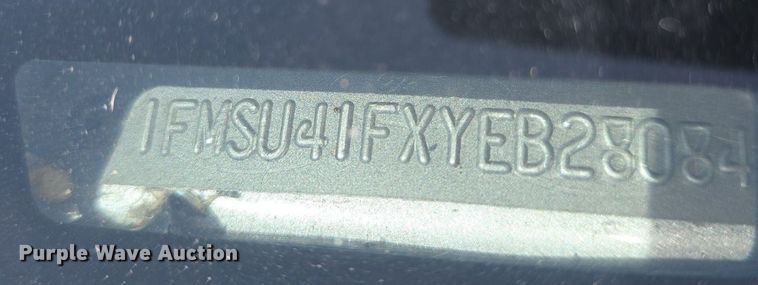 1FMSU41FXYEB28084
Purple Wave Auction